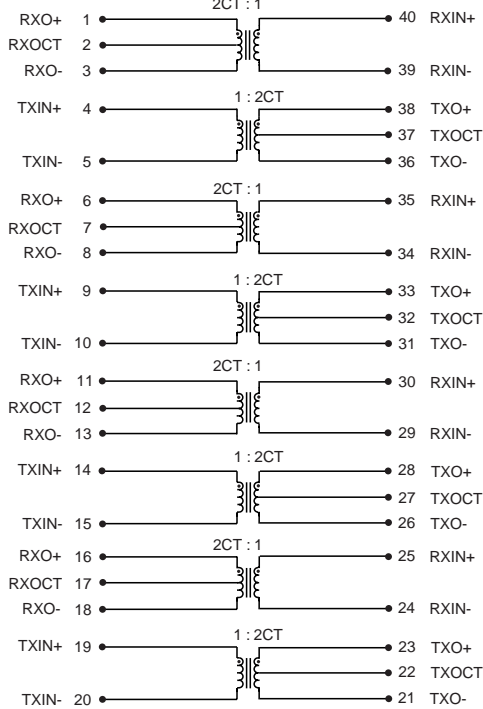 2CT : 1
RXO+ 1 40 RXIN+
RXOCT 2
RXO- 3 39 RXIN-
1 : 2CT
TXIN+ 4 38 TXO+
37 TXOCT
TXIN- 5 36 TXO-
2CT : 1
RXO+ 6 35 RXIN+
RXOCT 7
RXO- 8 34 RXIN-
1 : 2CT
TXIN+ 9 33 TXO+
32 TXOCT
TXIN- 10 31 TXO-
2CT : 1
RXO+ 11 30 RXIN+
RXOCT 12
RXO- 13 29 RXIN-
1 : 2CT
TXIN+ 14 28 TXO+
27 TXOCT
TXIN- 15 26 TXO-
2CT : 1
RXO+ 16 25 RXIN+
RXOCT 17
RXO- 18 24 RXIN-
1 : 2CT
TXIN+ 19 23 TXO+
22 TXOCT
TXIN- 20 21 TXO-